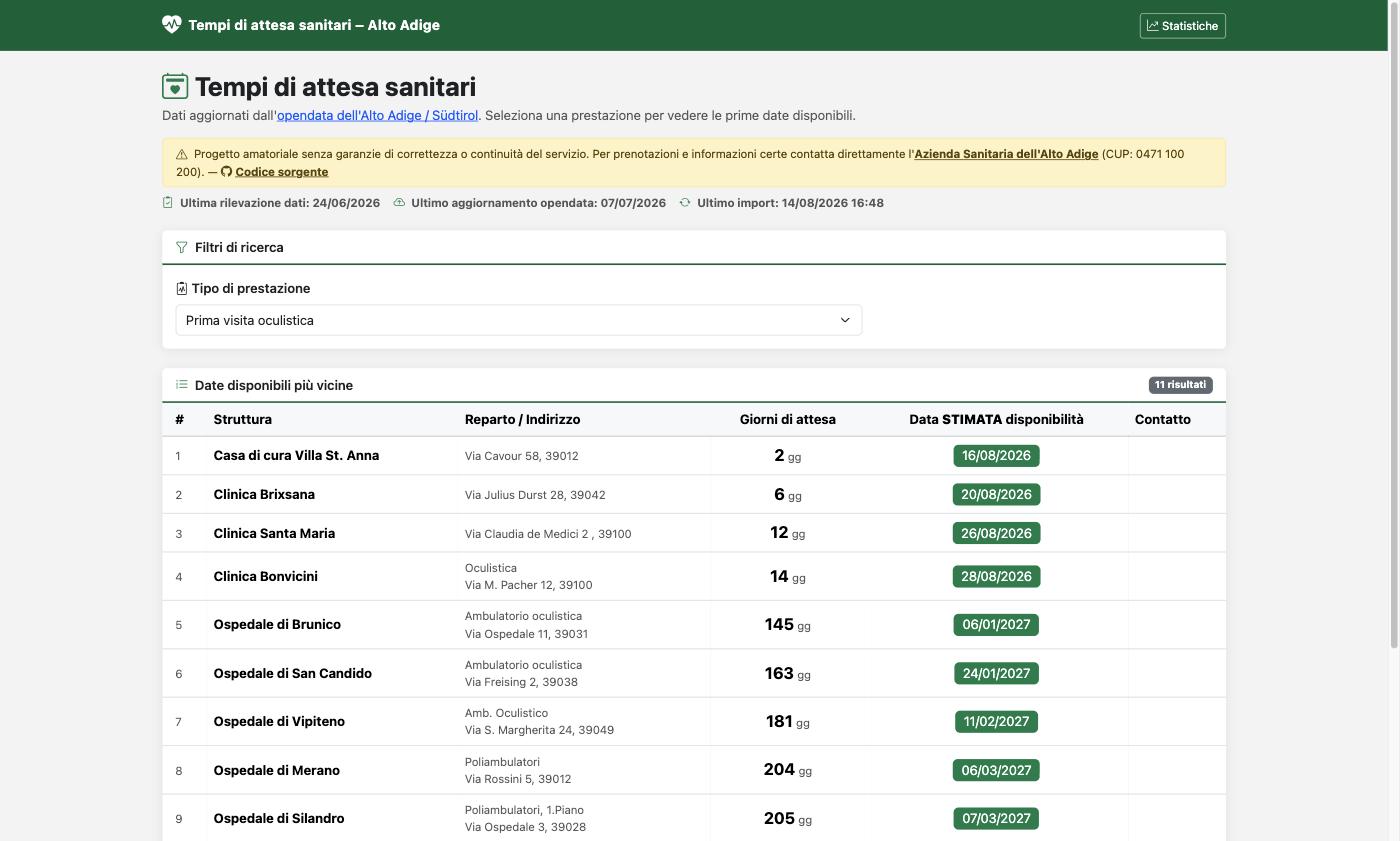 Tempi di attesa sanitari – Alto Adige
Statistiche
Tempi di attesa sanitari
Dati aggiornati dall'opendata dell'Alto Adige / Südtirol. Seleziona una prestazione per vedere le prime date disponibili.
Progetto amatoriale senza garanzie di correttezza o continuità del servizio. Per prenotazioni e informazioni certe contatta direttamente l'Azienda Sanitaria dell'Alto Adige (CUP: 0471 100
200). — Codice sorgente
Ultima rilevazione dati: 24/06/2026 Ultimo aggiornamento opendata: 07/07/2026 Ultimo import: 14/08/2026 16:48
Filtri di ricerca
Tipo di prestazione
Prima visita oculistica
Date disponibili più vicine 11 risultati
# Struttura Reparto / Indirizzo Giorni di attesa Data STIMATA disponibilità Contatto
1 Casa di cura Villa St. Anna Via Cavour 58, 39012 2 gg 16/08/2026
2 Clinica Brixsana Via Julius Durst 28, 39042 6 gg 20/08/2026
3 Clinica Santa Maria Via Claudia de Medici 2 , 39100 12 gg 26/08/2026
4 Clinica Bonvicini Oculistica
Via M. Pacher 12, 39100 14 gg 28/08/2026
5 Ospedale di Brunico Ambulatorio oculistica
Via Ospedale 11, 39031 145 gg 06/01/2027
6 Ospedale di San Candido Ambulatorio oculistica
Via Freising 2, 39038 163 gg 24/01/2027
7 Ospedale di Vipiteno Amb. Oculistico
Via S. Margherita 24, 39049 181 gg 11/02/2027
8 Ospedale di Merano Poliambulatori
Via Rossini 5, 39012 204 gg 06/03/2027
9 Ospedale di Silandro Poliambulatori, 1.Piano
Via Ospedale 3, 39028 205 gg 07/03/2027